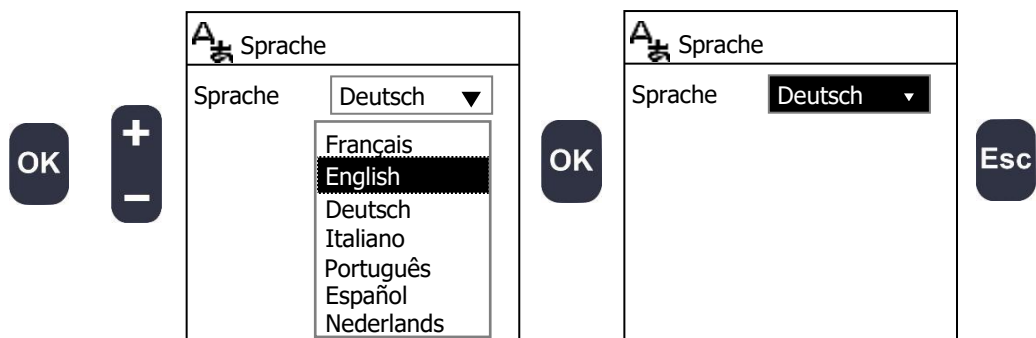 OK
+
−
Sprache
Sprache Deutsch
Français
English
Deutsch
Italiano
Português
Español
Nederlands
OK
Sprache
Sprache Deutsch
Esc